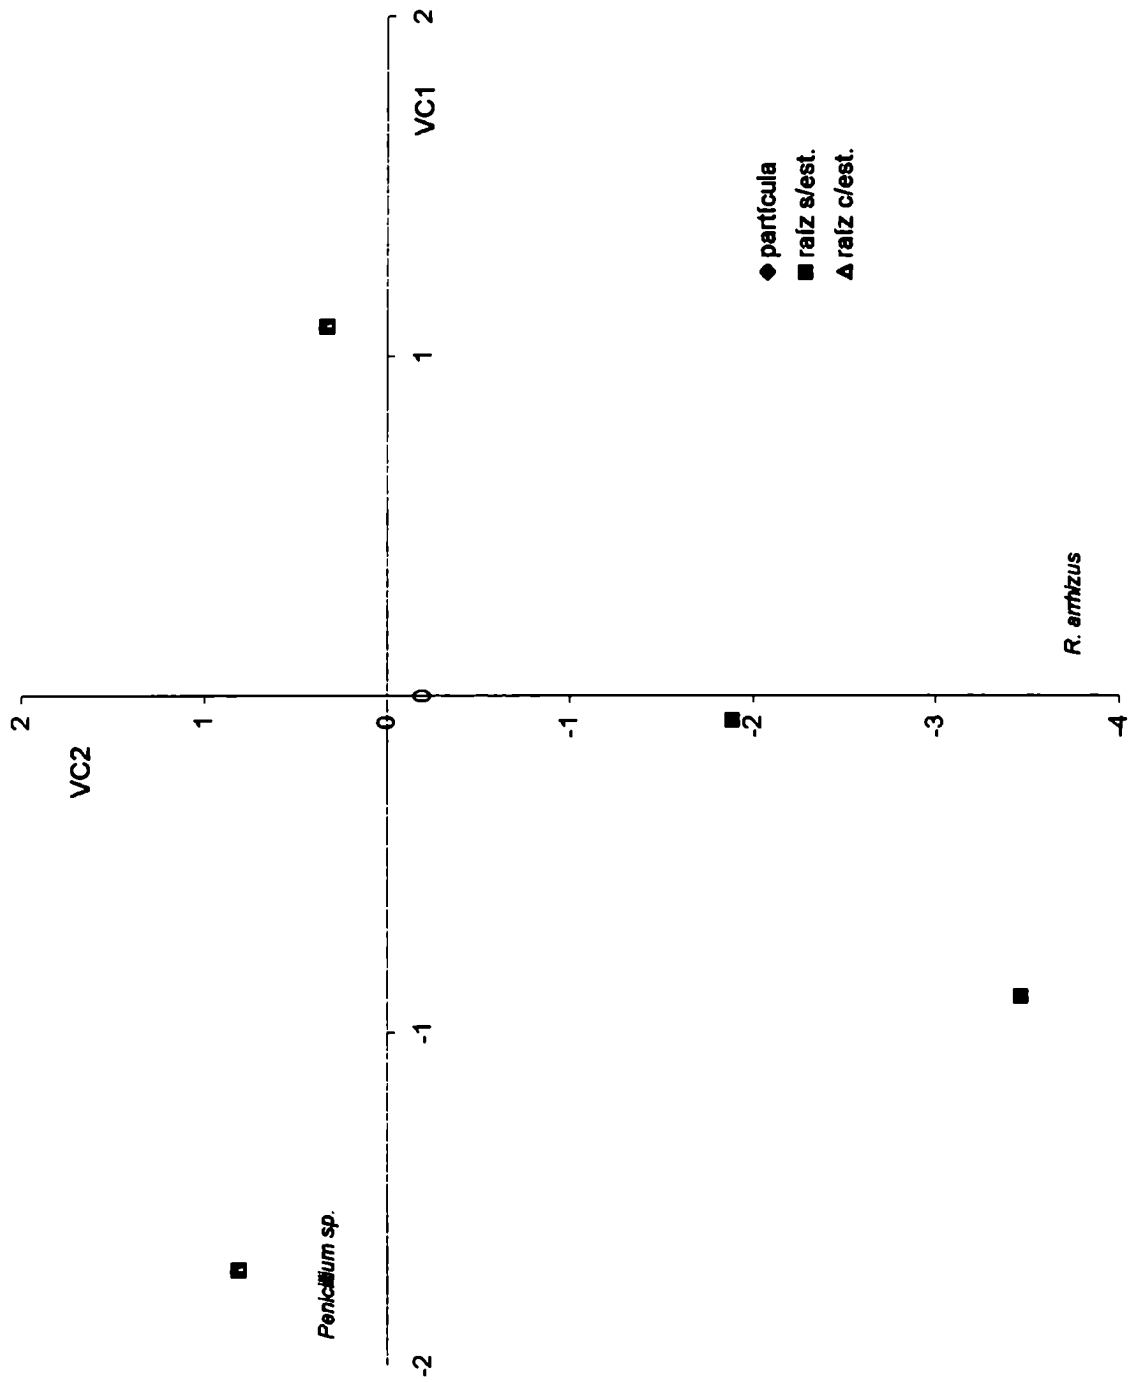 VC2
2
1
0
-1
-2
-3
-4
-2
-1
0
1
2
VC1
Penicillium sp.
R. arrhizus
partícula
raíz s/est.
raíz c/est.